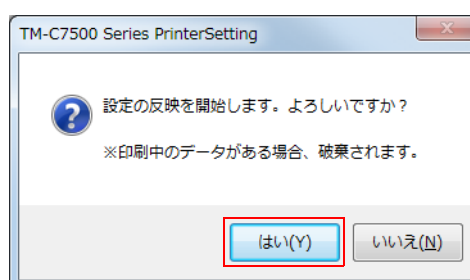 TM-C7500 Series PrinterSetting
設定の反映を開始します。よろしいですか？
※印刷中のデータがある場合、破棄されます。
はい(Y)
いいえ(N)